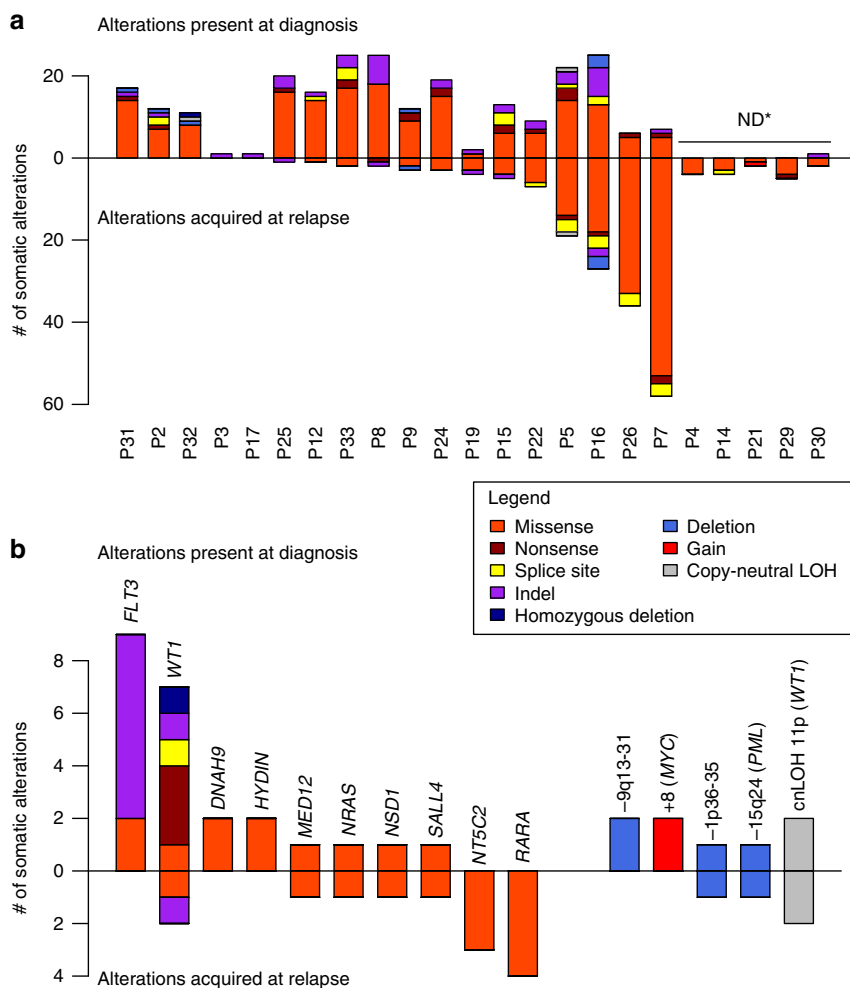 a
Alterations present at diagnosis
20
0
20
40
60
# of somatic alterations
ND*
Alterations acquired at relapse
P31 P2 P32 P3 P17 P25 P12 P33 P8 P9 P24 P19 P15 P22 P5 P16 P26 P7 P4 P14 P21 P29 P30
Legend
Missense
Nonsense
Splice site
Indel
Homozygous deletion
Deletion
Gain
Copy-neutral LOH
b
Alterations present at diagnosis
8
6
4
2
0
2
4
# of somatic alterations
FLT3
WT1
DNAH9
HYDIN
MED12
NRAS
NSD1
SALL4
NT5C2
RARA
–9q13-31
+8 (MYC)
–1p36-35
–15q24 (PML)
cnLOH 11p (WT1)
Alterations acquired at relapse